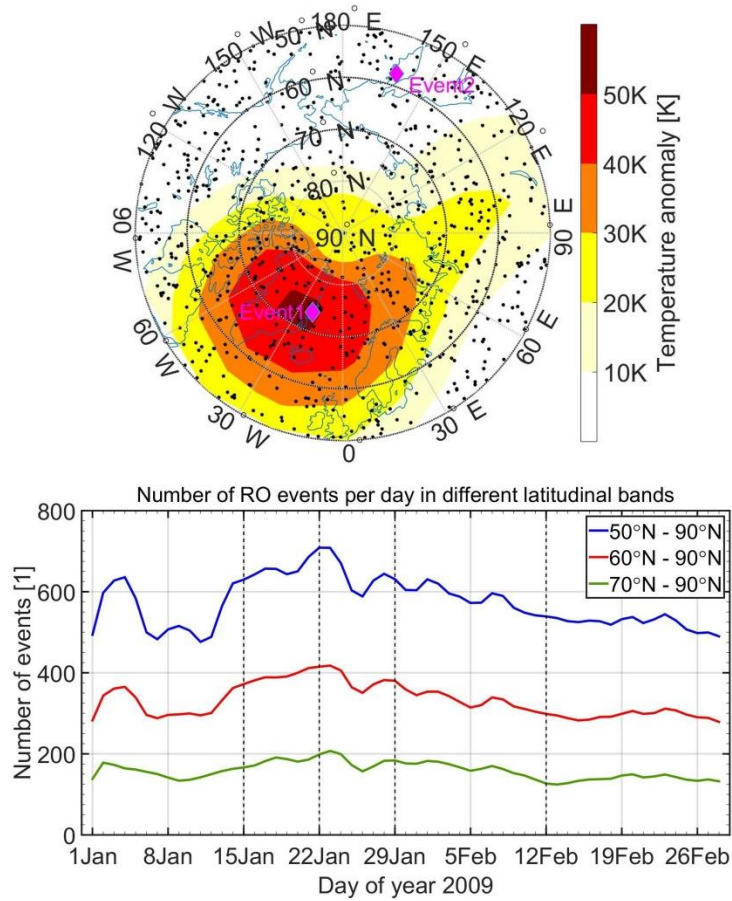 180 ° E
50 ° N
150 ° W
150 ° E
60 ° N
Event2
120 ° W
120 ° E
70 ° N
80 ° N
90 ° W
90 ° N
90 ° E
Event1
60 ° W
60 ° E
30 ° W
30 ° E
0
50K
40K
30K
20K
10K
Temperature anomaly [K]
Number of RO events per day in different latitudinal bands
50°N - 90°N
60°N - 90°N
70°N - 90°N
800
600
400
200
0
Number of events [1]
1Jan 8Jan 15Jan 22Jan 29Jan 5Feb 12Feb 19Feb 26Feb
Day of year 2009